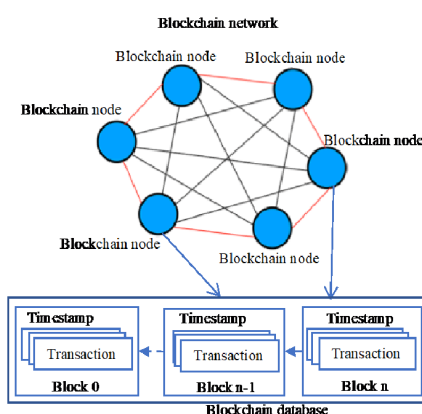 Blockchain network
Blockchain node
Blockchain node
Blockchain node
Blockchain node
Blockchain node
Blockchain node
Timestamp
Transaction
Block 0
Timestamp
Transaction
Block n-1
Timestamp
Transaction
Block n
Blockchain database